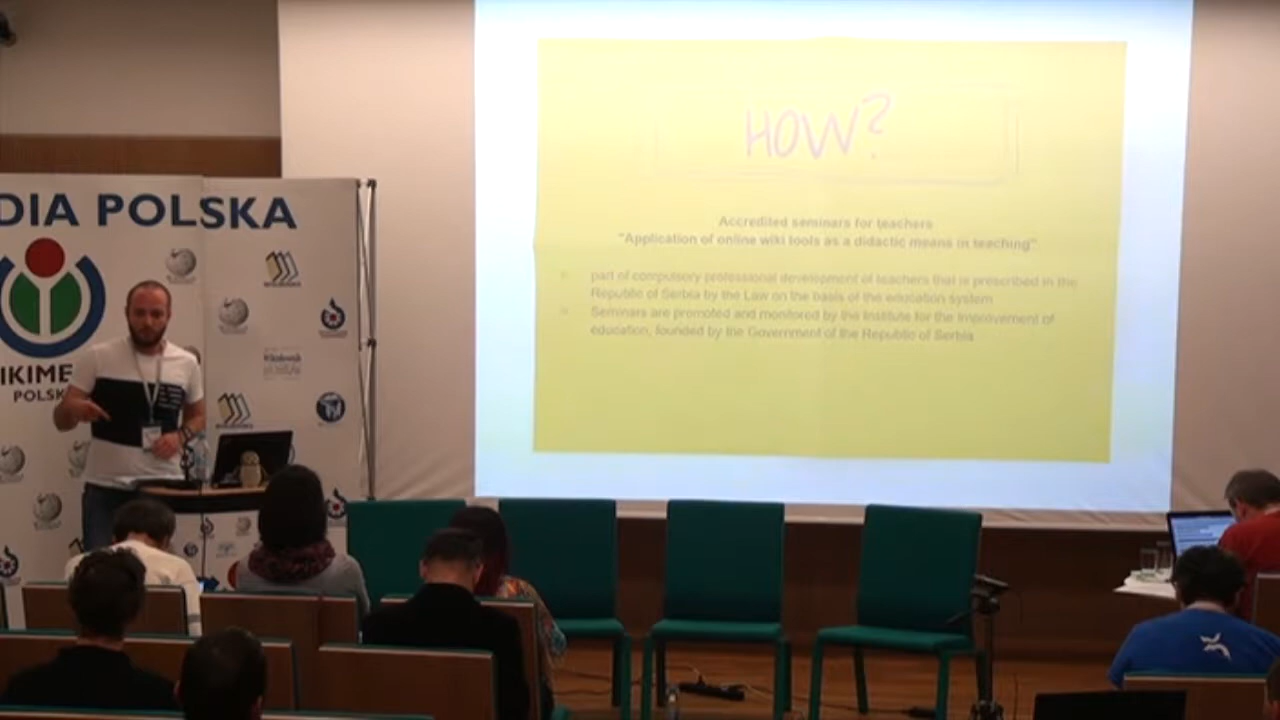 DIA POLSKA
IKIME
POLSK
HOW?
Accredited seminars for teachers
"Application of online wiki tools as a didactic means in teaching"
part of compulsory professional development of teachers that is prescribed in the
Republic of Serbia by the Law on the basis of the education system
Seminars are promoted and monitored by the Institute for the Improvement of
education, founded by the Government of the Republic of Serbia